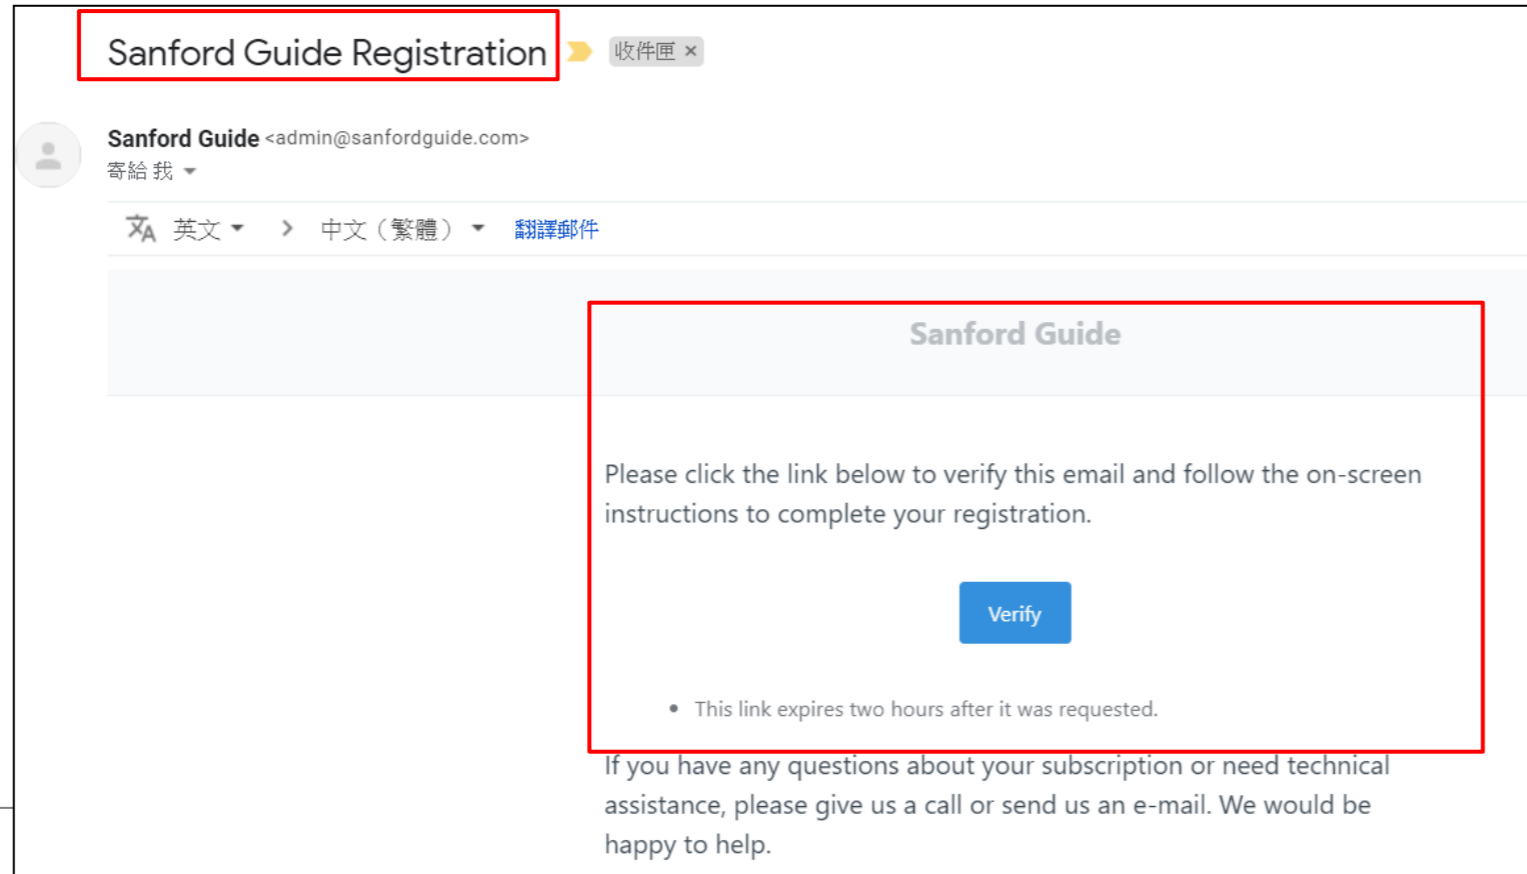 Sanford Guide Registration 收件匣 ×
Sanford Guide <admin@sanfordguide.com>
寄給 我
英文 > 中文（繁體） 翻譯郵件
Sanford Guide
Please click the link below to verify this email and follow the on-screen
instructions to complete your registration.
Verify
• This link expires two hours after it was requested.
If you have any questions about your subscription or need technical
assistance, please give us a call or send us an e-mail. We would be
happy to help.